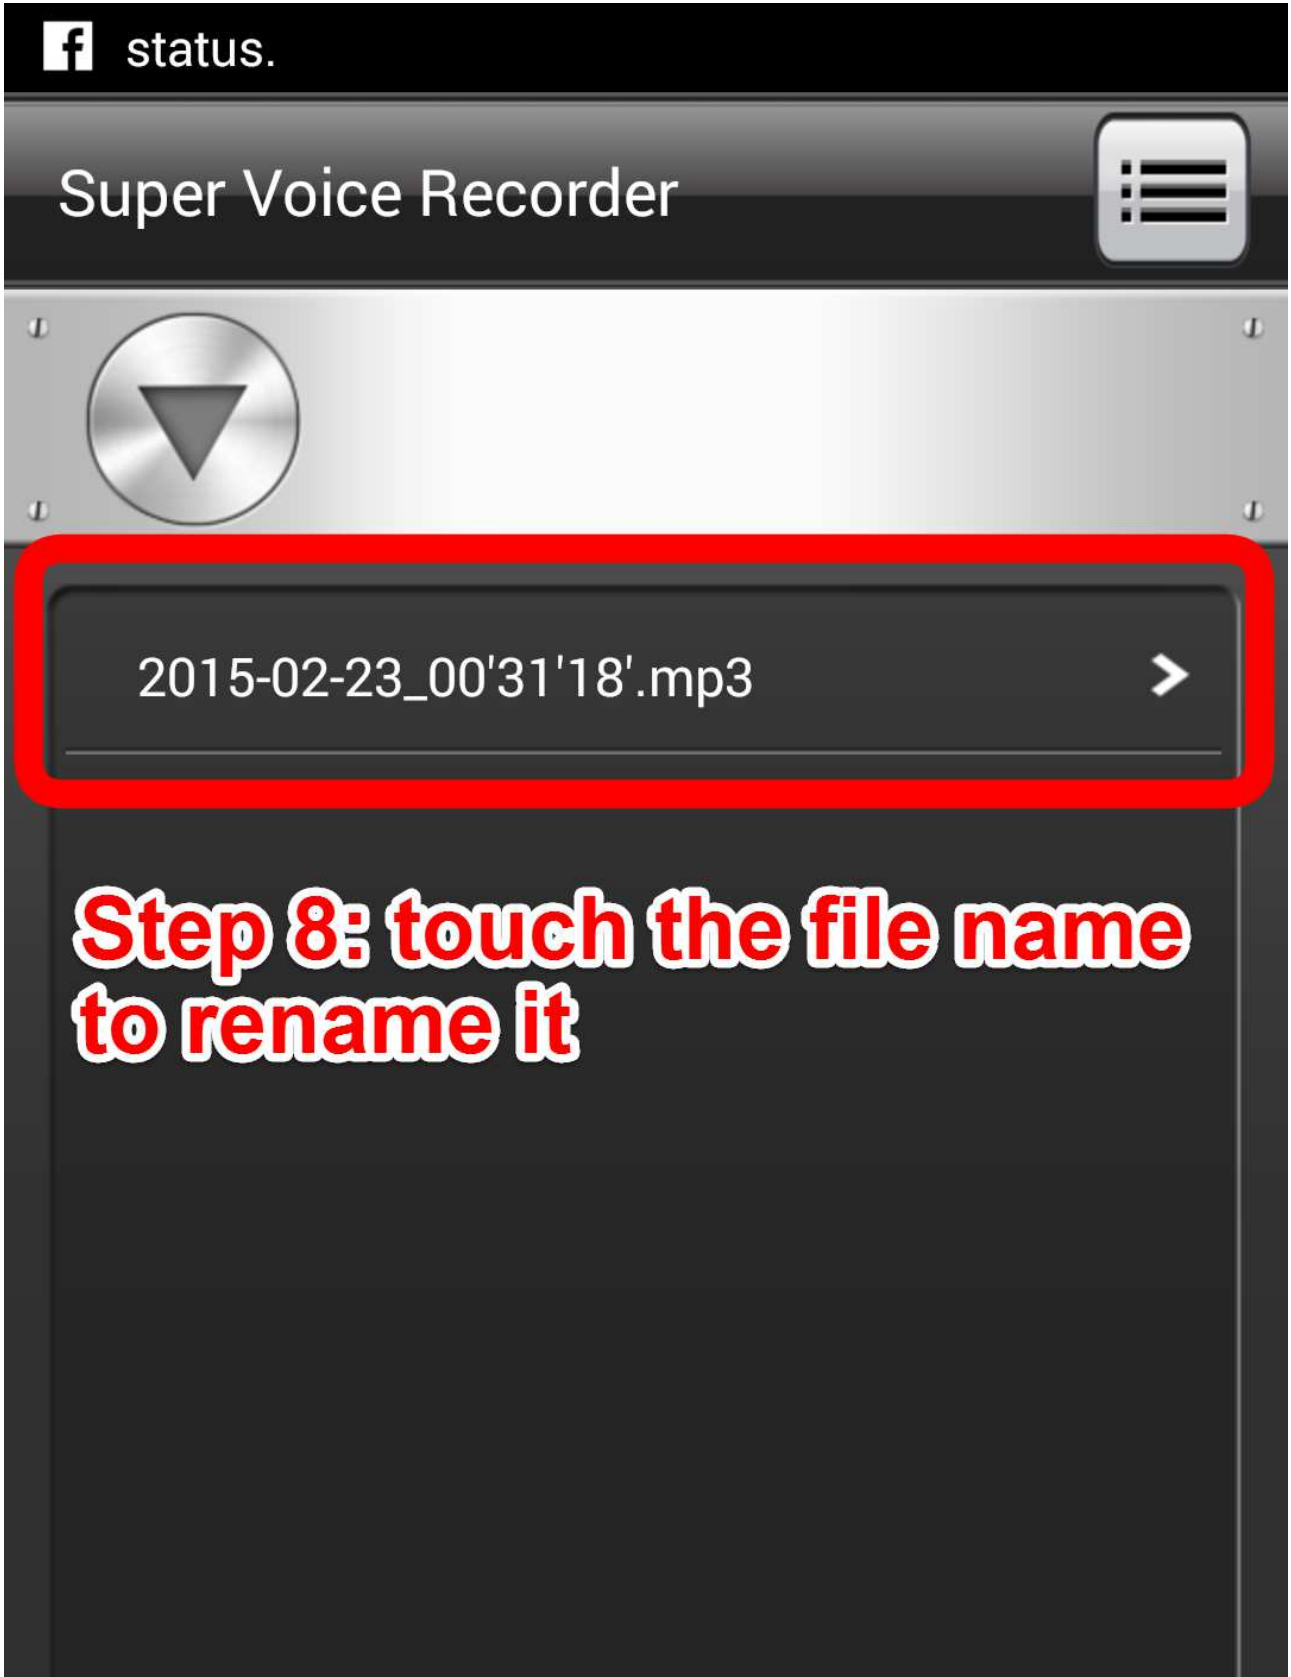 f status.
Super Voice Recorder
2015-02-23_00'31'18'.mp3
Step 8: touch the file name
to rename it